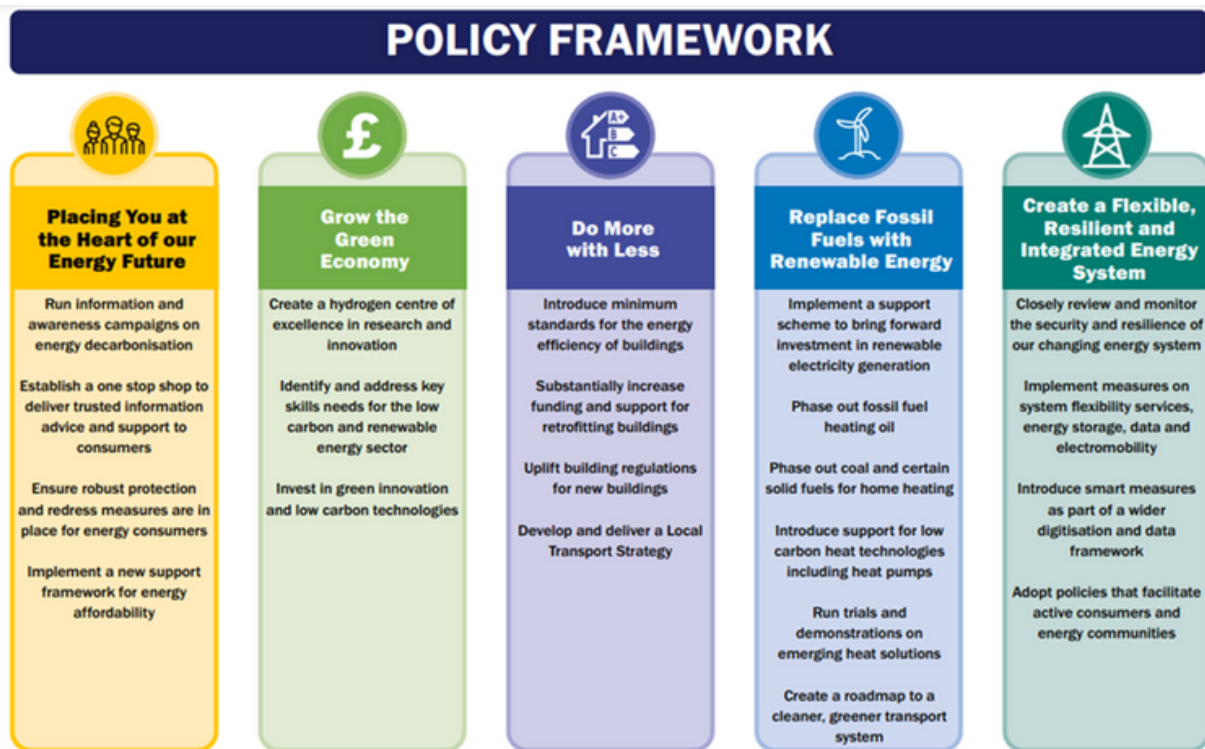 POLICY FRAMEWORK
Placing You at
the Heart of our
Energy Future
Run information and
awareness campaigns on
energy decarbonisation
Establish a one stop shop to
deliver trusted information
advice and support to
consumers
Ensure robust protection
and redress measures are in
place for energy consumers
Implement a new support
framework for energy
affordability
£
Grow the
Green
Economy
Create a hydrogen centre of
excellence in research and
innovation
Identify and address key
skills needs for the low
carbon and renewable
energy sector
Invest in green innovation
and low carbon technologies
A+
B
C
Do More
with Less
Introduce minimum
standards for the energy
efficiency of buildings
Substantially increase
funding and support for
retrofitting buildings
Uplift building regulations
for new buildings
Develop and deliver a Local
Transport Strategy
Replace Fossil
Fuels with
Renewable Energy
Implement a support
scheme to bring forward
investment in renewable
electricity generation
Phase out fossil fuel
heating oil
Phase out coal and certain
solid fuels for home heating
Introduce support for low
carbon heat technologies
including heat pumps
Run trials and
demonstrations on
emerging heat solutions
Create a roadmap to a
cleaner, greener transport
system
Create a Flexible,
Resilient and
Integrated Energy
System
Closely review and monitor
the security and resilience of
our changing energy system
Implement measures on
system flexibility services,
energy storage, data and
electromobility
Introduce smart measures
as part of a wider
digitisation and data
framework
Adopt policies that facilitate
active consumers and
energy communities